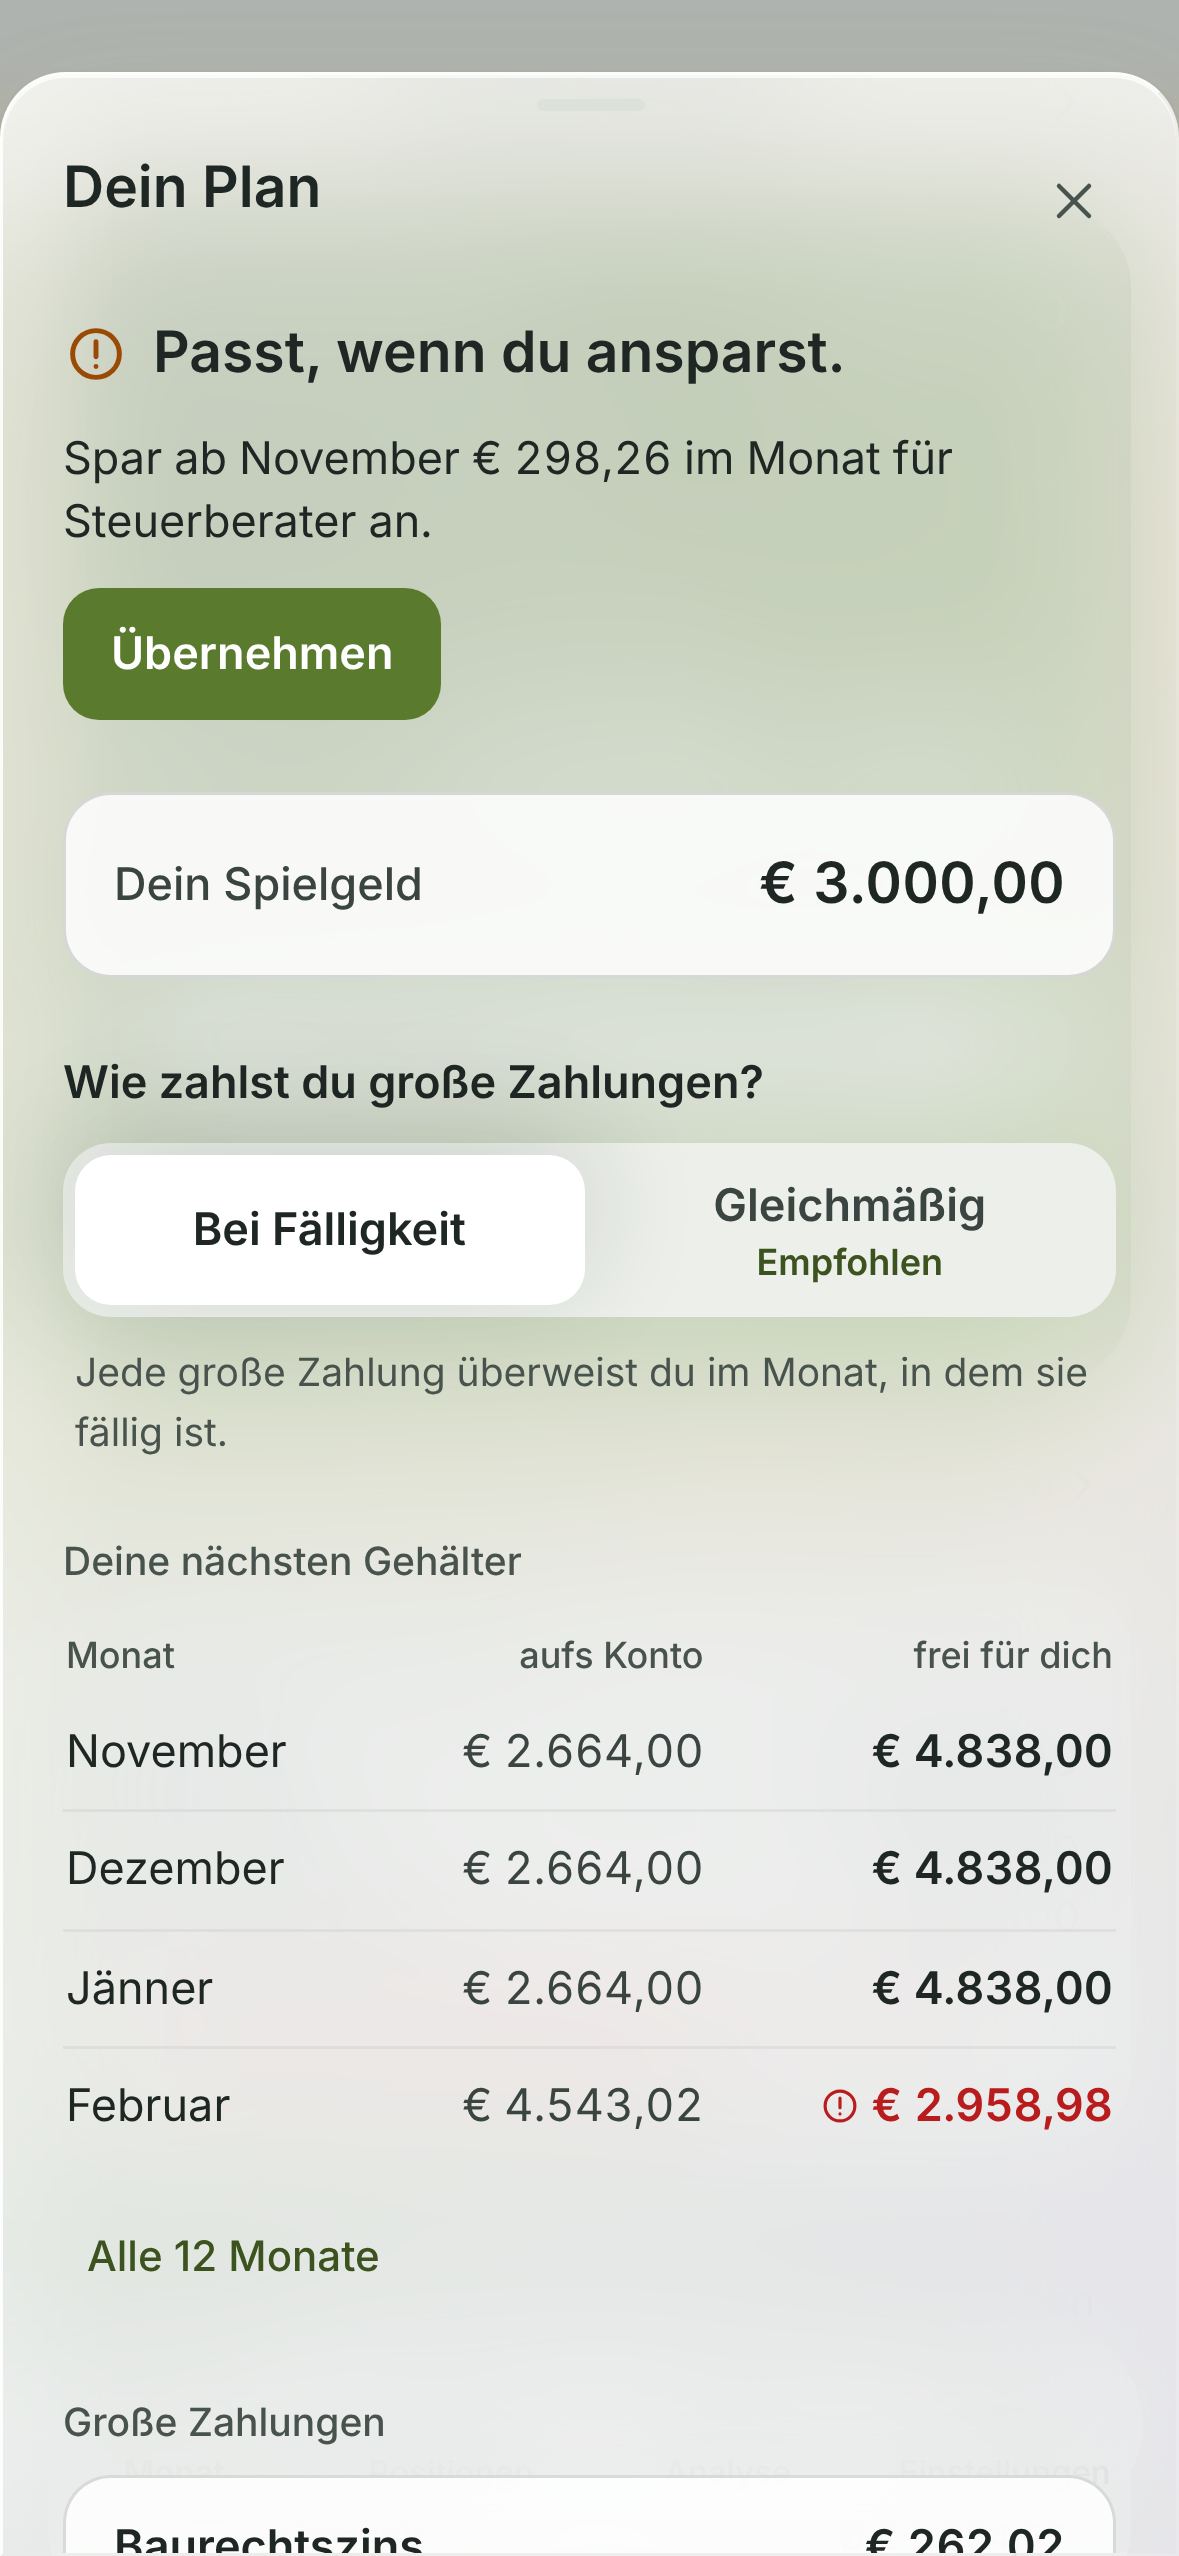 Dein Plan
Passt, wenn du ansparst.
Spar ab November € 298,26 im Monat für
Steuerberater an.
Übernehmen
Dein Spielgeld € 3.000,00
Wie zahlst du große Zahlungen?
Bei Fälligkeit
Gleichmäßig
Empfohlen
Jede große Zahlung überweist du im Monat, in dem sie
fällig ist.
Deine nächsten Gehälter
Monat aufs Konto frei für dich
November € 2.664,00 € 4.838,00
Dezember € 2.664,00 € 4.838,00
Jänner € 2.664,00 € 4.838,00
Februar € 4.543,02 € 2.958,98
Alle 12 Monate
Große Zahlungen
Monat Positionen Analyse Einstellungen
Baurechtszins € 262,02